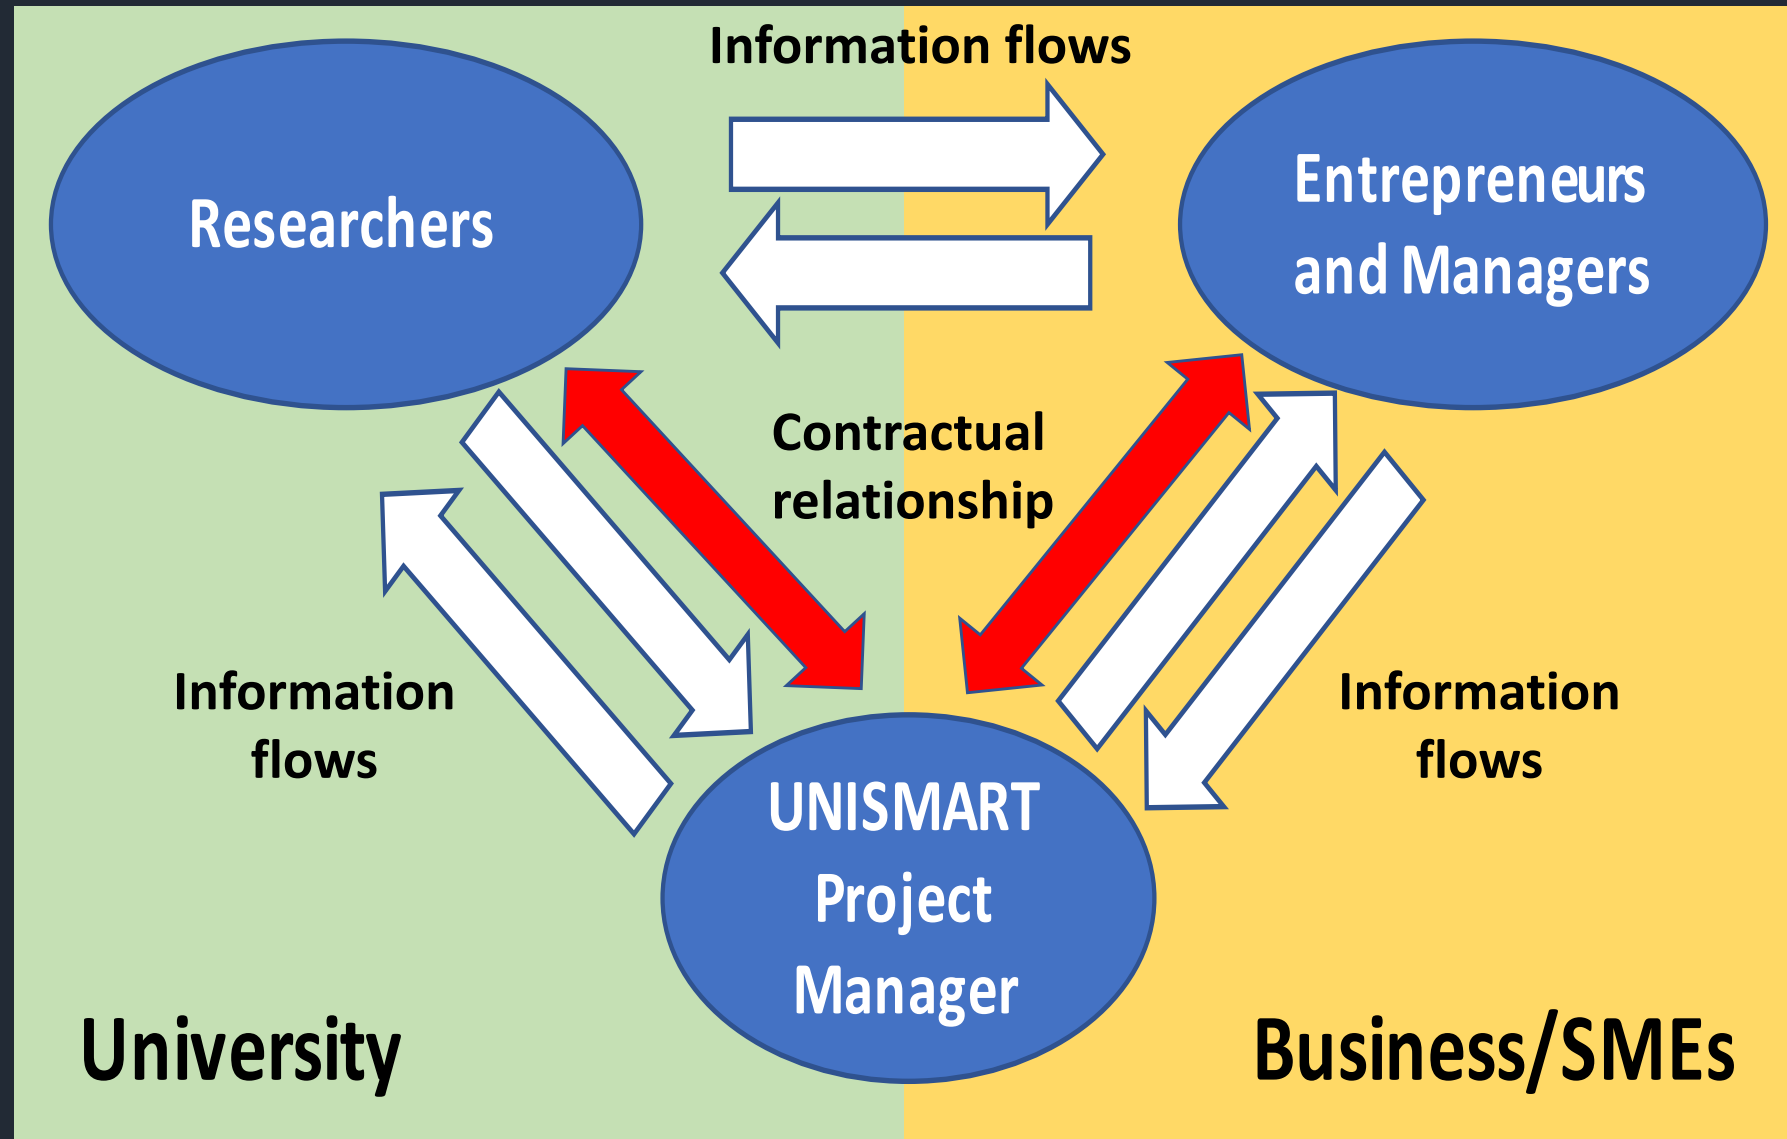 Information flows
Researchers
Entrepreneurs
and Managers
Contractual
relationship
Information
flows
Information
flows
UNISMART
Project
Manager
University
Business/SMEs